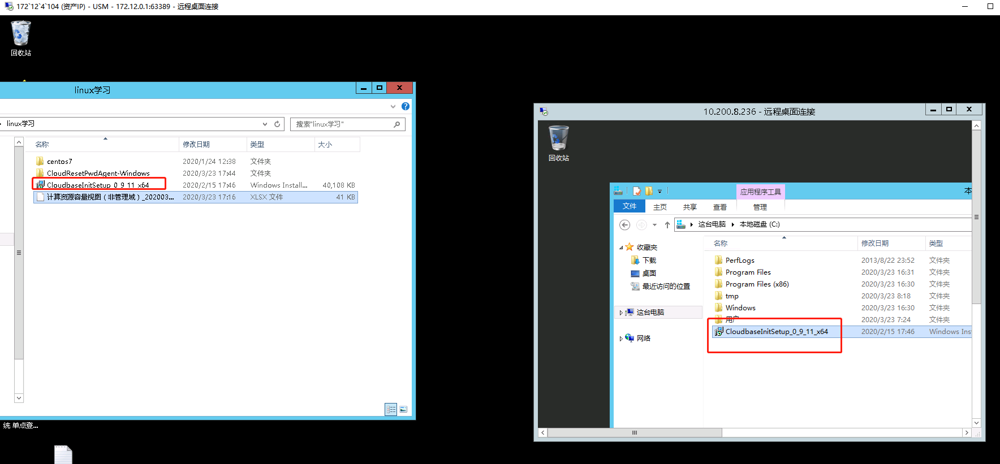 172`12`4`104 (资产IP) - USM - 172.12.0.1:63389 - 远程桌面连接
回收站
linux学习
linux学习
搜索"linux学习"
名称 修改日期 类型 大小
centos7 2020/1/24 12:38 文件夹
CloudResetPwdAgent-Windows 2020/3/23 17:44 文件夹
CloudbaseInitSetup_0_9_11_x64 2020/2/15 17:46 Windows Install... 40,108 KB
计算资源容量视图（非管理域）_202003... 2020/3/23 17:16 XLSX 文件 41 KB
统 单点登...
10.200.8.236 - 远程桌面连接
回收站
应用程序工具 本
文件 主页 共享 查看 管理
这台电脑 本地磁盘 (C:)
收藏夹
下载
桌面
最近访问的位置
这台电脑
网络
名称 修改日期 类型
PerfLogs 2013/8/22 23:52 文件夹
Program Files 2020/3/23 16:31 文件夹
Program Files (x86) 2020/3/23 16:30 文件夹
tmp 2020/3/23 8:18 文件夹
Windows 2020/3/23 16:30 文件夹
用户 2020/3/23 7:24 文件夹
CloudbaseInitSetup_0_9_11_x64 2020/2/15 17:46 Windows Ins